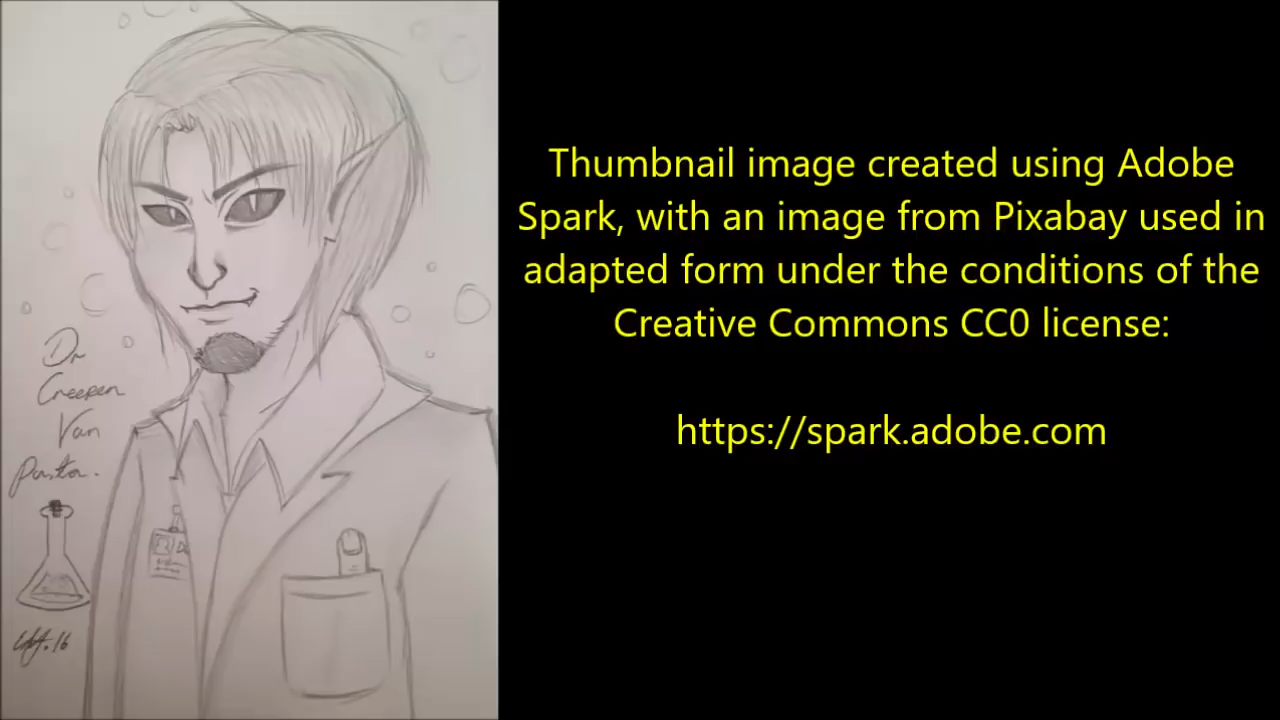 Dr
Creepen
Van
Pasta.
16
Thumbnail image created using Adobe
Spark, with an image from Pixabay used in
adapted form under the conditions of the
Creative Commons CC0 license:
https://spark.adobe.com